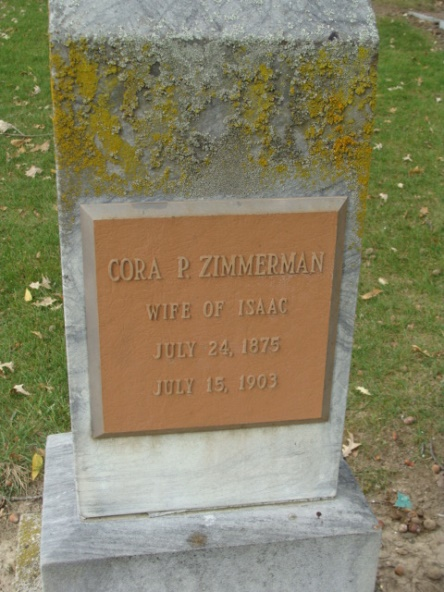 CORA P. ZIMMERMAN
WIFE OF ISAAC
JULY 24, 1875
JULY 15, 1903